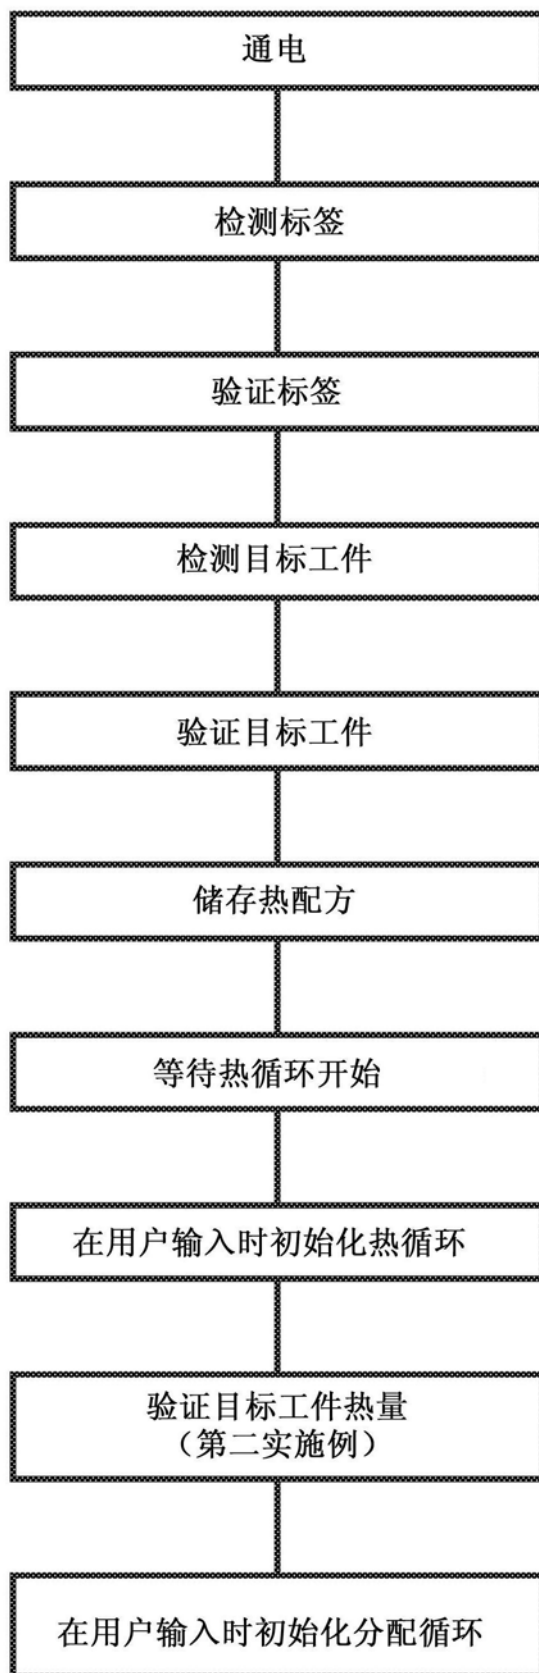 通电
检测标签
验证标签
检测目标工件
验证目标工件
储存热配方
等待热循环开始
在用户输入时初始化热循环
验证目标工件热量
（第二实施例）
在用户输入时初始化分配循环